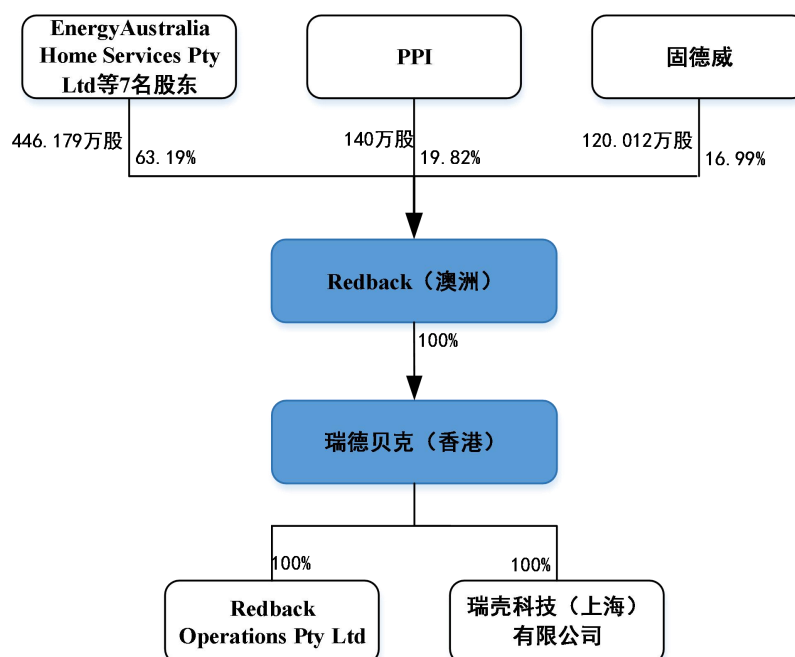 EnergyAustralia
Home Services Pty
Ltd等7名股东
PPI
固德威
446.179万股
63.19%
140万股
19.82%
120.012万股
16.99%
Redback（澳洲）
100%
瑞德贝克（香港）
100%
100%
Redback
Operations Pty Ltd
瑞壳科技（上海）
有限公司